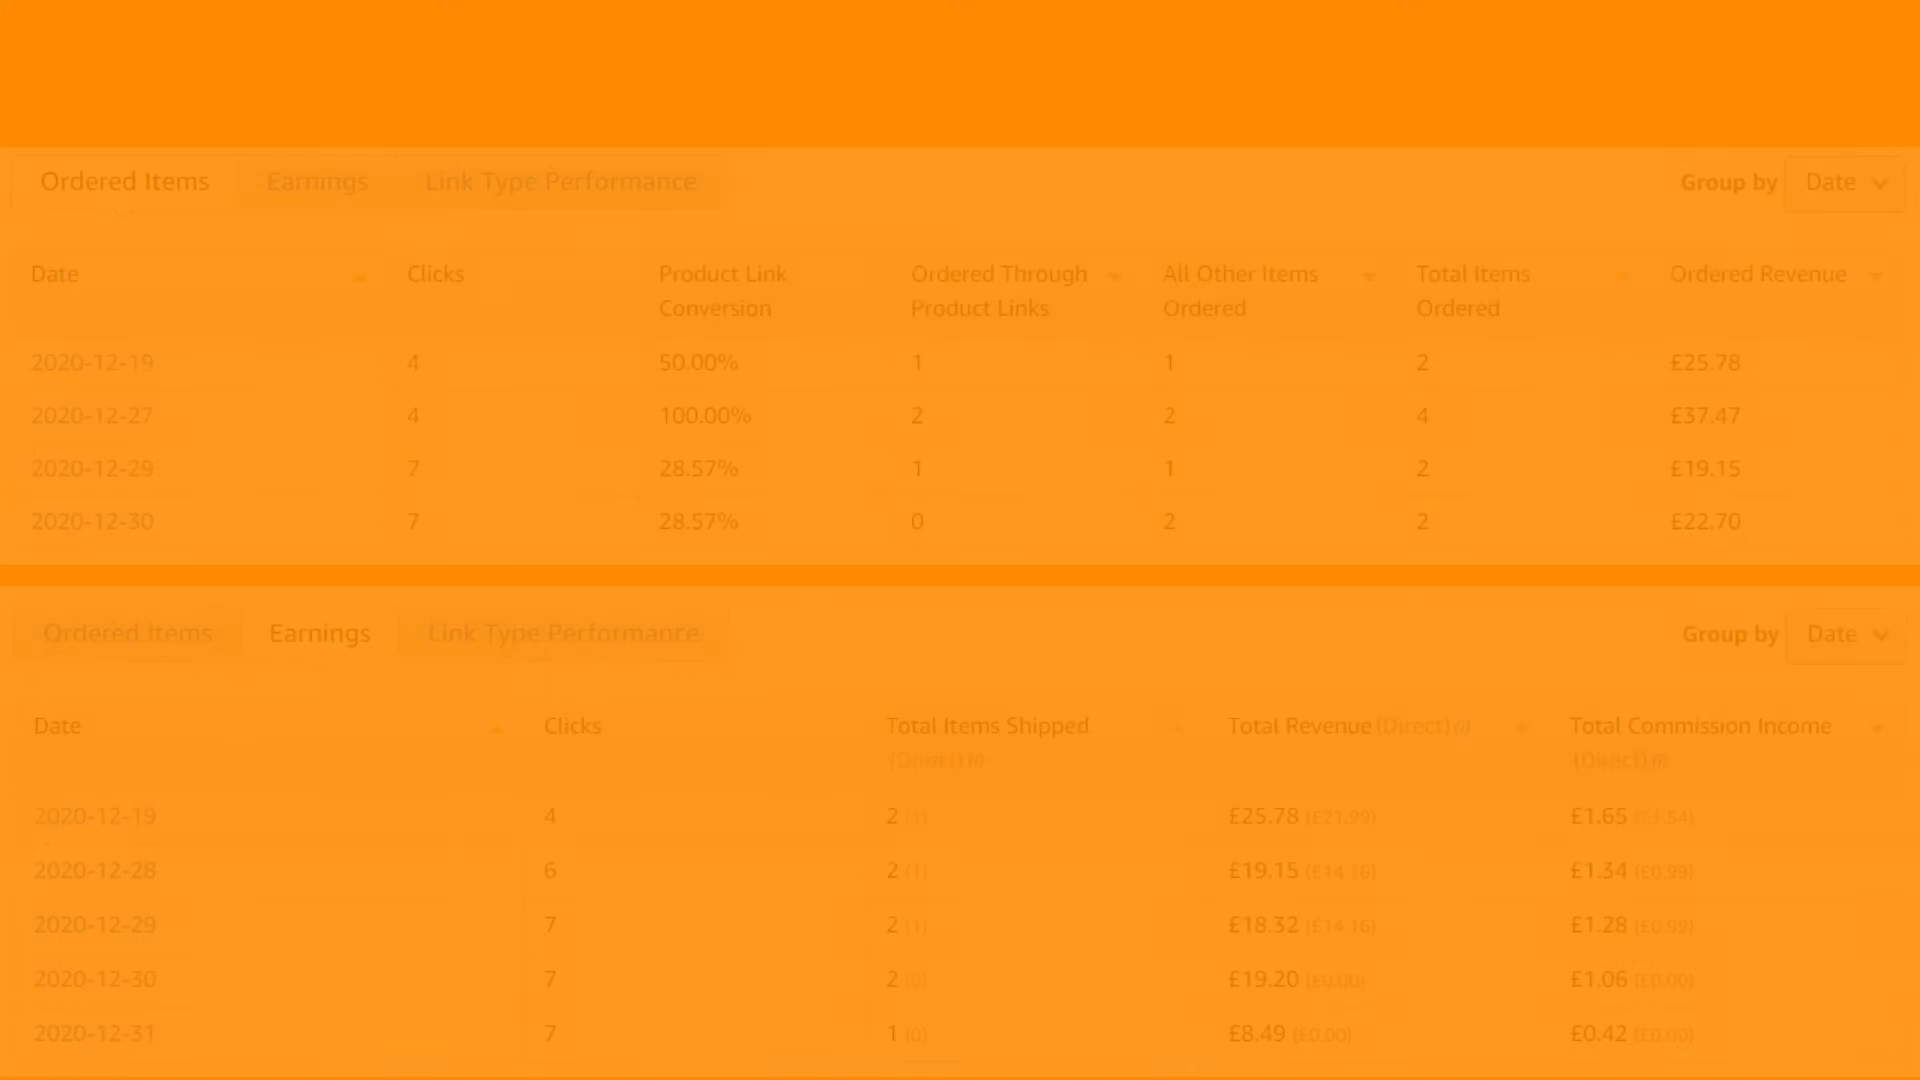 Ordered Items Earnings Link Type Performance Group by Date
Date Clicks Product Link Conversion Ordered Through Product Links All Other Items Ordered Total Items Ordered Ordered Revenue
2020-12-19 4 50.00% 1 1 2 £25.78
2020-12-27 4 100.00% 2 2 4 £37.47
2020-12-29 7 28.57% 1 1 2 £19.15
2020-12-30 7 28.57% 0 2 2 £22.70
Ordered Items Earnings Link Type Performance Group by Date
Date Clicks Total Items Shipped (Direct) Total Revenue (Direct) Total Commission Income (Direct)
2020-12-19 4 2 (1) £25.78 (£21.99) £1.65 (£1.54)
2020-12-28 6 2 (1) £19.15 (£14.16) £1.34 (£0.99)
2020-12-29 7 2 (1) £18.32 (£14.16) £1.28 (£0.99)
2020-12-30 7 2 (0) £19.20 (£0.00) £1.06 (£0.00)
2020-12-31 7 1 (0) £8.49 (£0.00) £0.42 (£0.00)